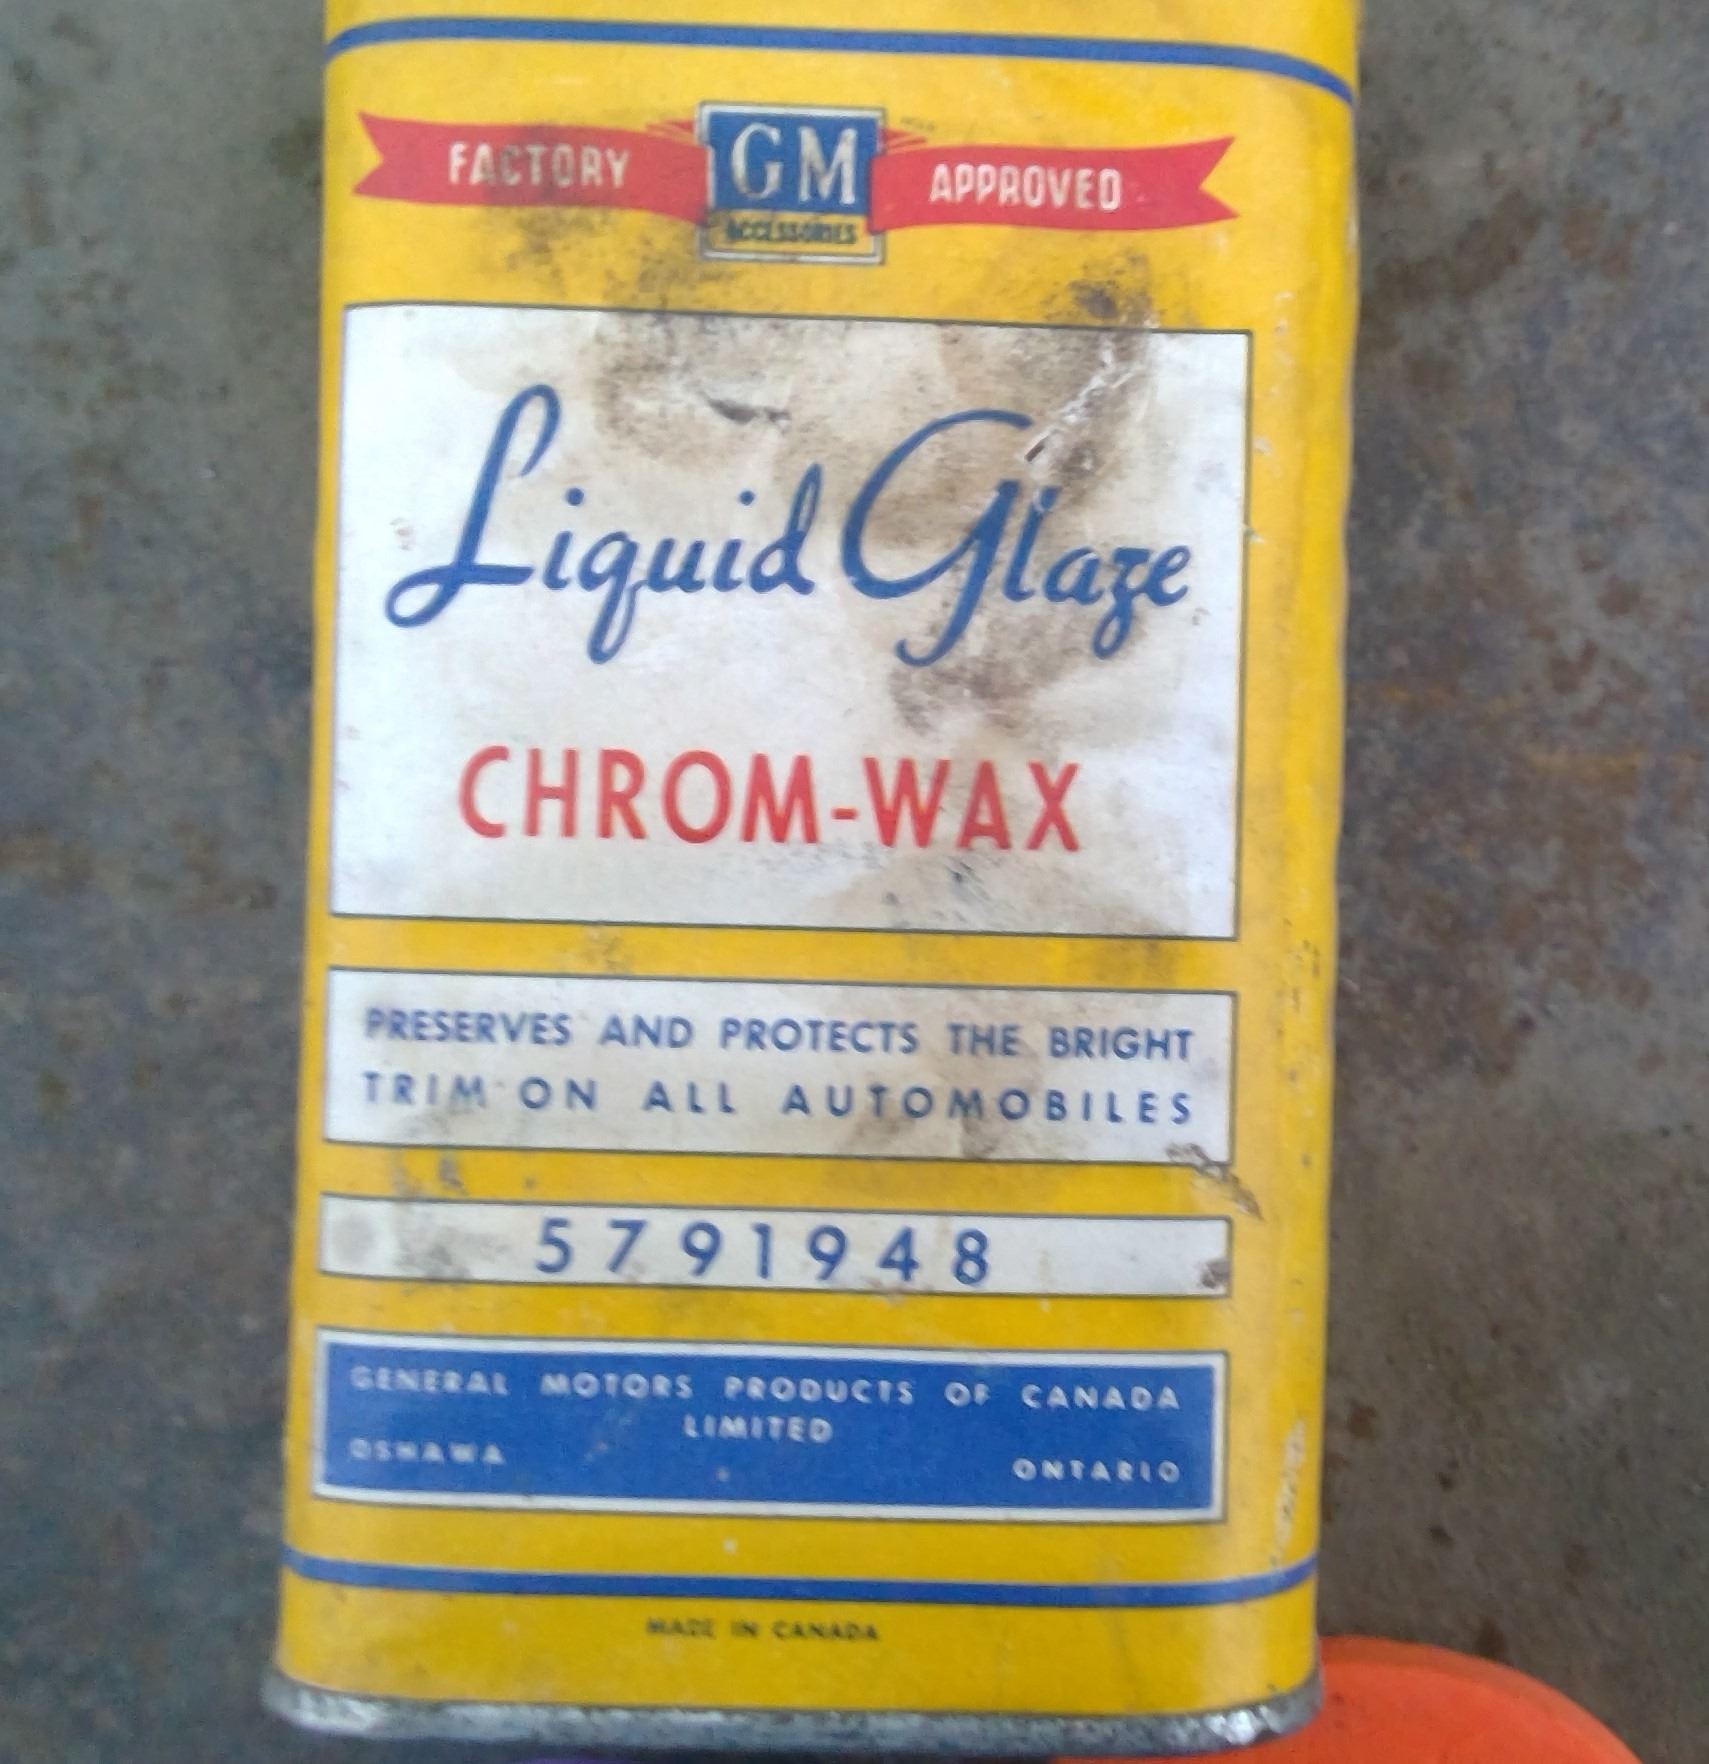 FACTORY GM APPROVED
ACCESSORIES
Liquid Glaze
CHROM-WAX
PRESERVES AND PROTECTS THE BRIGHT
TRIM ON ALL AUTOMOBILES
5791948
GENERAL MOTORS PRODUCTS OF CANADA
LIMITED
OSHAWA ONTARIO
MADE IN CANADA